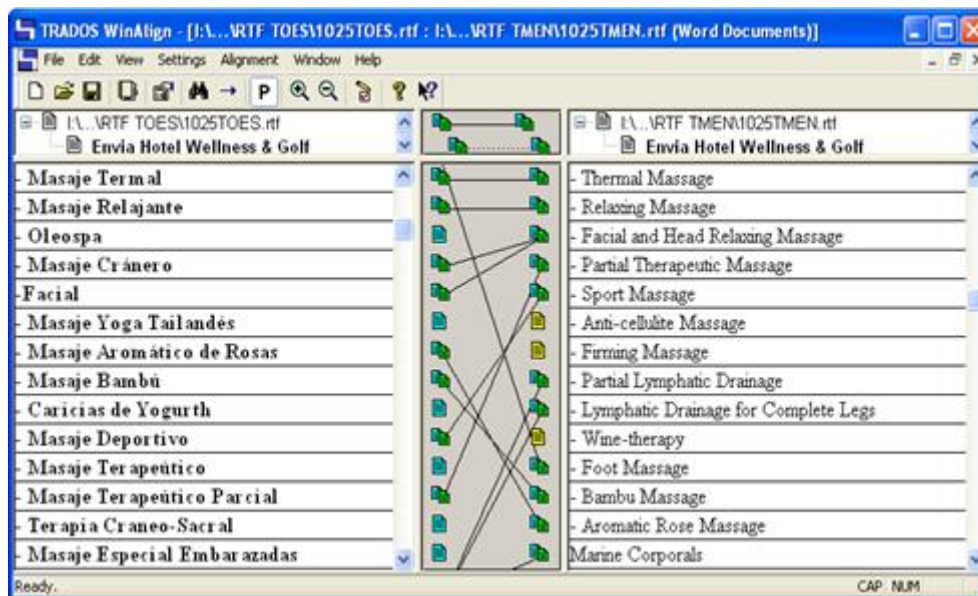 TRADOS WinAlign - [I:\...\RTF TOES\1025TOES.rtf : I:\...\RTF TMEN\1025TMEN.rtf (Word Documents)]
File Edit View Settings Alignment Window Help
P
I:\...\RTF TOES\1025TOES.rtf
Envia Hotel Wellness & Golf
I:\...\RTF TMEN\1025TMEN.rtf
Envia Hotel Wellness & Golf
- Masaje Termal
- Masaje Relajante
- Oleospa
- Masaje Cránero
-Facial
- Masaje Yoga Tailandés
- Masaje Aromático de Rosas
- Masaje Bambú
- Caricias de Yogurth
- Masaje Deportivo
- Masaje Terapeútico
- Masaje Terapeútico Parcial
- Terapia Craneo-Sacral
- Masaje Especial Embarazadas
- Thermal Massage
- Relaxing Massage
- Facial and Head Relaxing Massage
- Partial Therapeutic Massage
- Sport Massage
- Anti-cellulite Massage
- Firming Massage
- Partial Lymphatic Drainage
- Lymphatic Drainage for Complete Legs
- Wine-therapy
- Foot Massage
- Bambu Massage
- Aromatic Rose Massage
Marine Corporals
Ready.
CAP NUM